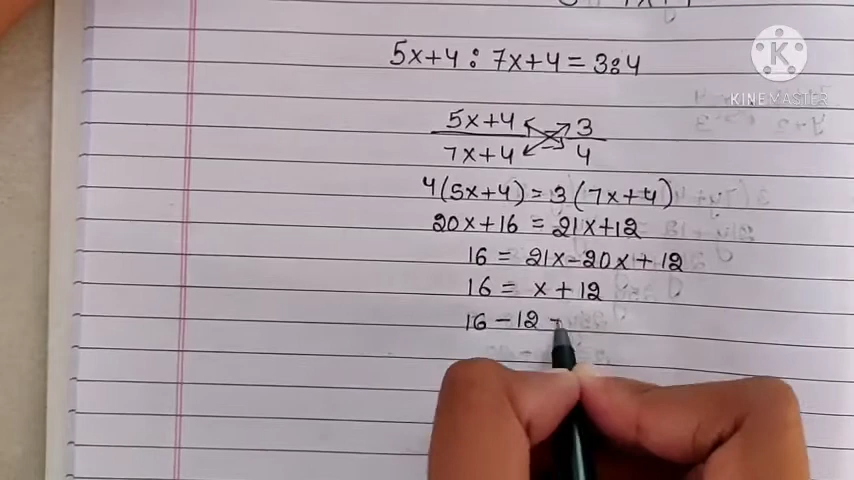 5x+4 : 7x+4 = 3:4
KINEMASTER
5x+4 = 3
7x+4 4
4(5x+4) = 3(7x+4)
20x+16 = 21x+12
16 = 21x-20x+12
16 = x+12
16-12